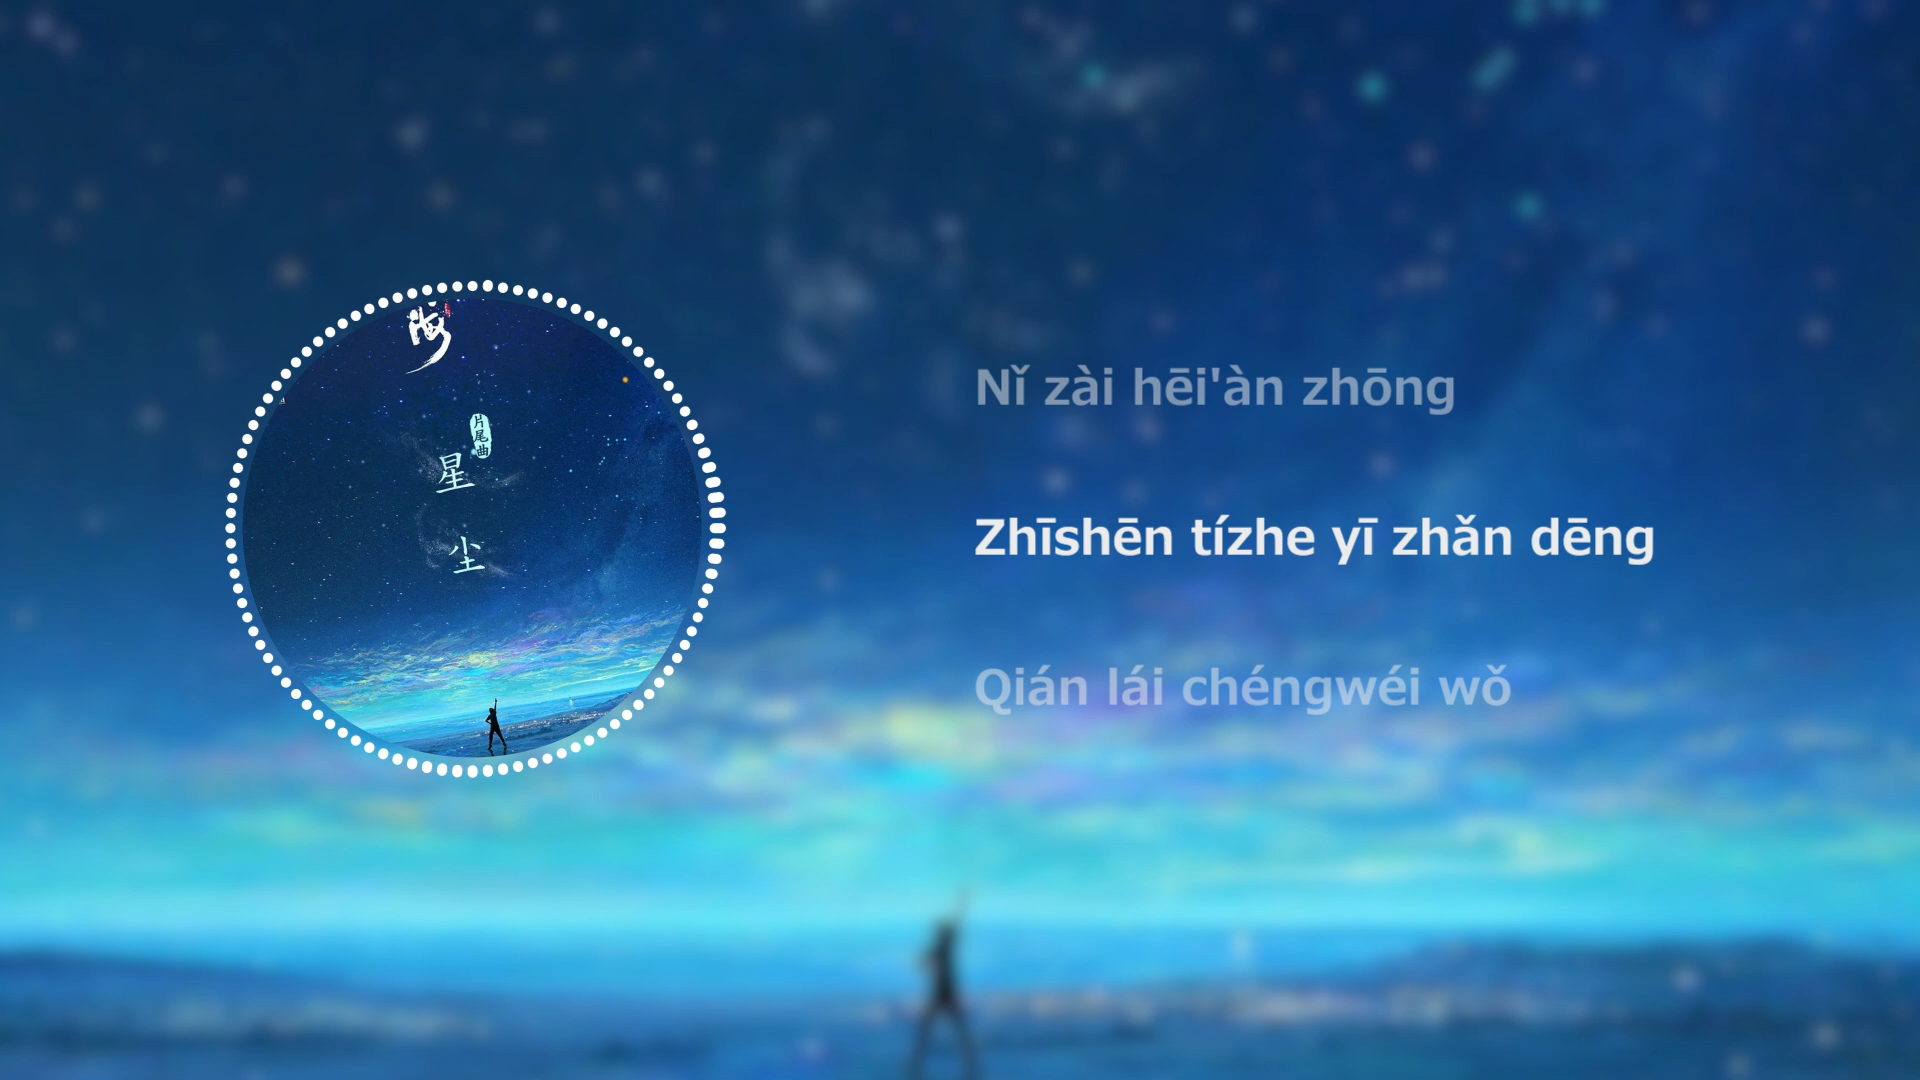 海
片尾曲
星尘
Nǐ zài hēi'àn zhōng
Zhīshēn tízhe yī zhǎn dēng
Qián lái chéngwéi wǒ